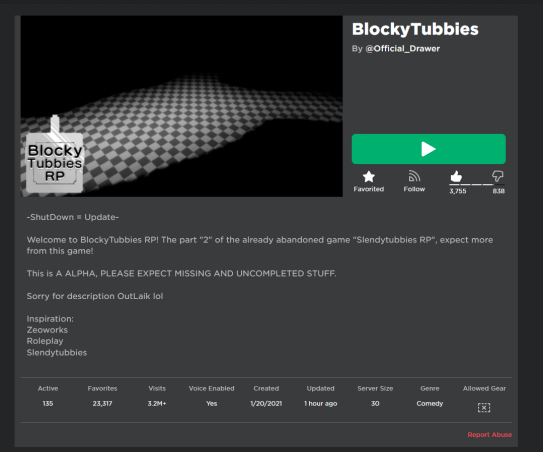 BlockyTubbies
By @Official_Drawer
Blocky
Tubbies
RP
Favorited
Follow
3,755
838
-ShutDown = Update-
Welcome to BlockyTubbies RP! The part "2" of the already abandoned game "Slendytubbies RP", expect more
from this game!
This is A ALPHA, PLEASE EXPECT MISSING AND UNCOMPLETED STUFF.
Sorry for description OutLaik lol
Inspiration:
Zeoworks
Roleplay
Slendytubbies
Active Favorites Visits Voice Enabled Created Updated Server Size Genre Allowed Gear
135 23,317 3.2M+ Yes 1/20/2021 1 hour ago 30 Comedy
Report Abuse